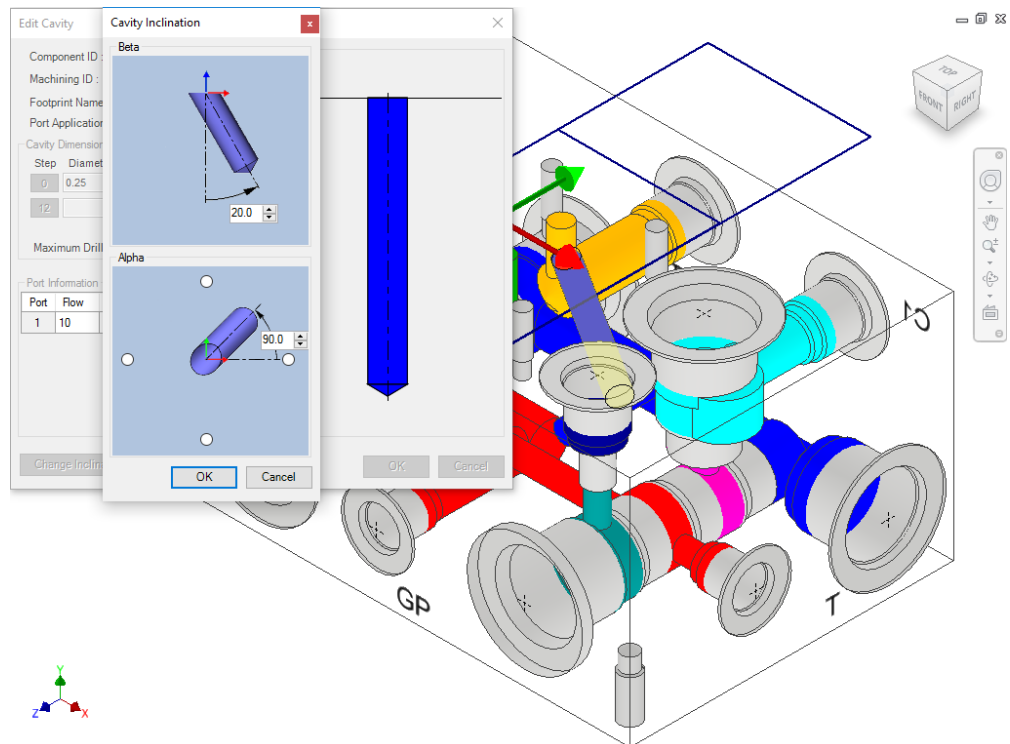 Edit Cavity
Cavity Inclination
x
Component ID :
Machining ID :
Footprint Name
Port Application
Cavity Dimension
Step Diamet
0 0.25
12
Maximum Drill
Port Information
Port Flow
1 10
Change Inclin
Beta
20.0
Alpha
90.0
OK Cancel
OK Cancel
TOP
FRONT RIGHT
C1
GP
T
Y
Z X